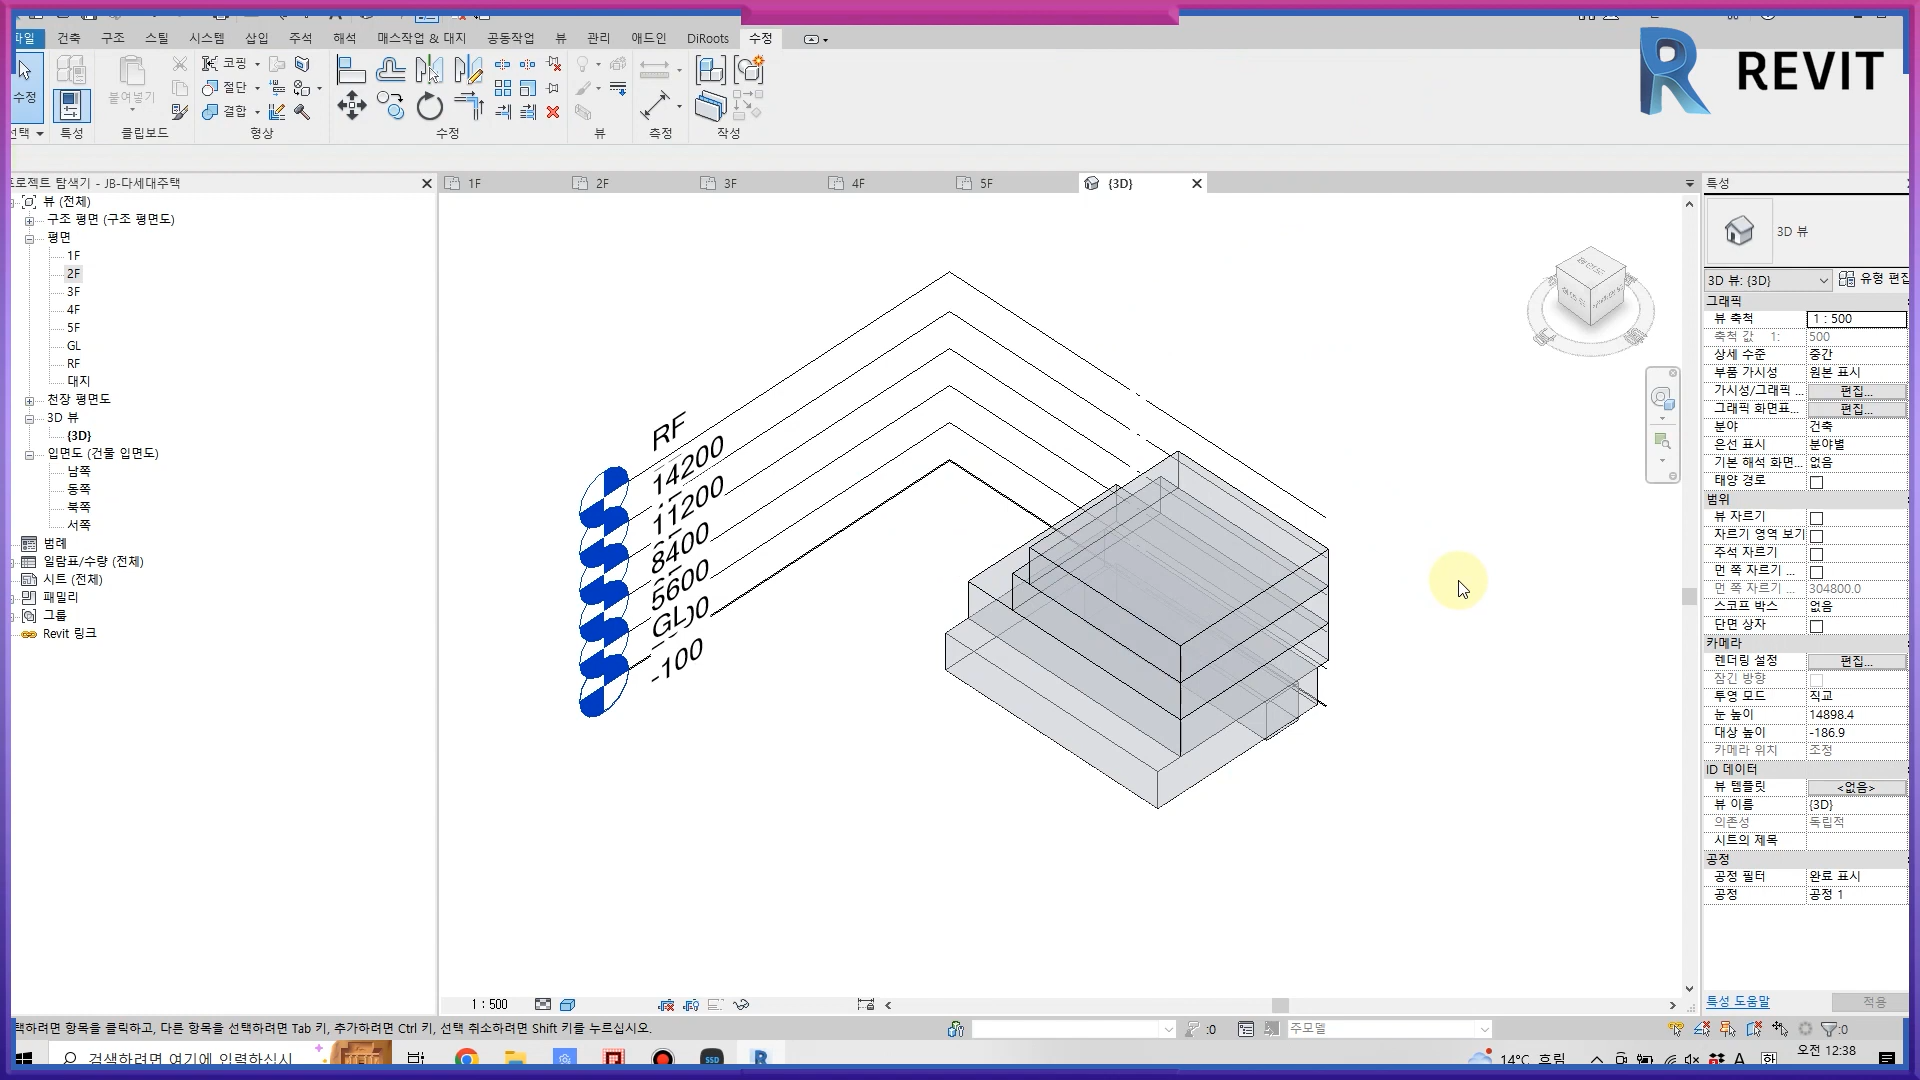 파일 건축 구조 스틸 시스템 삽입 주석 해석 매스작업 & 대지 공동작업 뷰 관리 애드인 DiRoots 수정
REVIT
코핑
수정
붙여넣기
절단
결합
선택 특성 클립보드 형상 수정 뷰 측정 작성
프로젝트 탐색기 - JB-다세대주택
1F 2F 3F 4F 5F {3D}
특성
뷰 (전체)
구조 평면 (구조 평면도)
평면
1F
2F
3F
4F
5F
GL
RF
대지
천장 평면도
3D 뷰
{3D}
입면도 (건물 입면도)
남쪽
동쪽
북쪽
서쪽
범례
일람표/수량 (전체)
시트 (전체)
패밀리
그룹
Revit 링크
RF
14200
11200
8400
5600
GL
-100
3D 뷰
3D 뷰: {3D} 유형 편집
그래픽
뷰 축척 1 : 500
축척 값 1: 500
상세 수준 중간
부품 가시성 원본 표시
가시성/그래픽 ... 편집...
그래픽 화면표... 편집...
분야 건축
은선 표시 분야별
기본 해석 화면... 없음
태양 경로
범위
뷰 자르기
자르기 영역 보기
주석 자르기
먼 쪽 자르기 ...
먼 쪽 자르기 ... 304800.0
스코프 박스 없음
단면 상자
카메라
렌더링 설정 편집...
잠긴 방향
투영 모드 직교
눈 높이 14898.4
대상 높이 -186.9
카메라 위치 조정
ID 데이터
뷰 템플릿 <없음>
뷰 이름 {3D}
의존성 독립적
시트의 제목
공정
공정 필터 완료 표시
공정 공정 1
특성 도움말 적용
1 : 500
택하려면 항목을 클릭하고, 다른 항목을 선택하려면 Tab 키, 추가하려면 Ctrl 키, 선택 취소하려면 Shift 키를 누르십시오.
:0 주모델 :0
검색하려면 여기에 입력하십시
SSD
14°C 흐림
A 한
오전 12:38